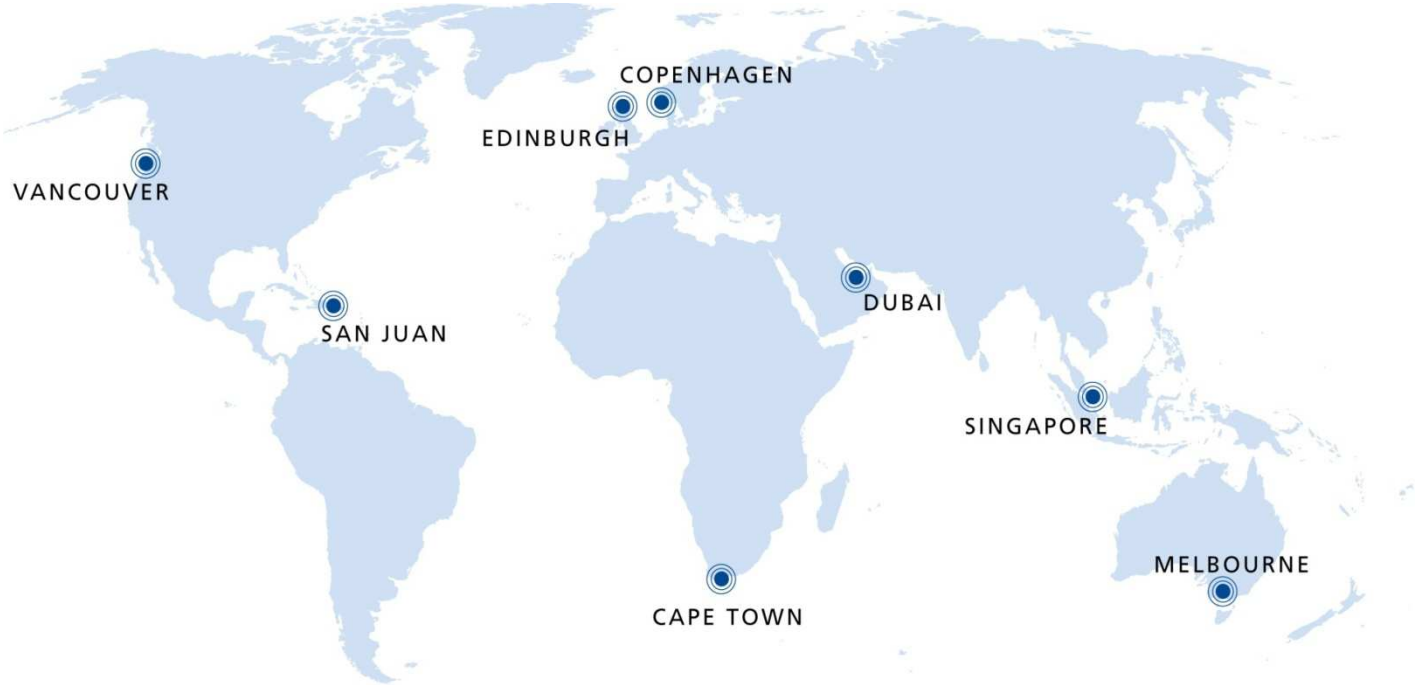 COPENHAGEN
EDINBURGH
VANCOUVER
DUBAI
SAN JUAN
SINGAPORE
MELBOURNE
CAPE TOWN